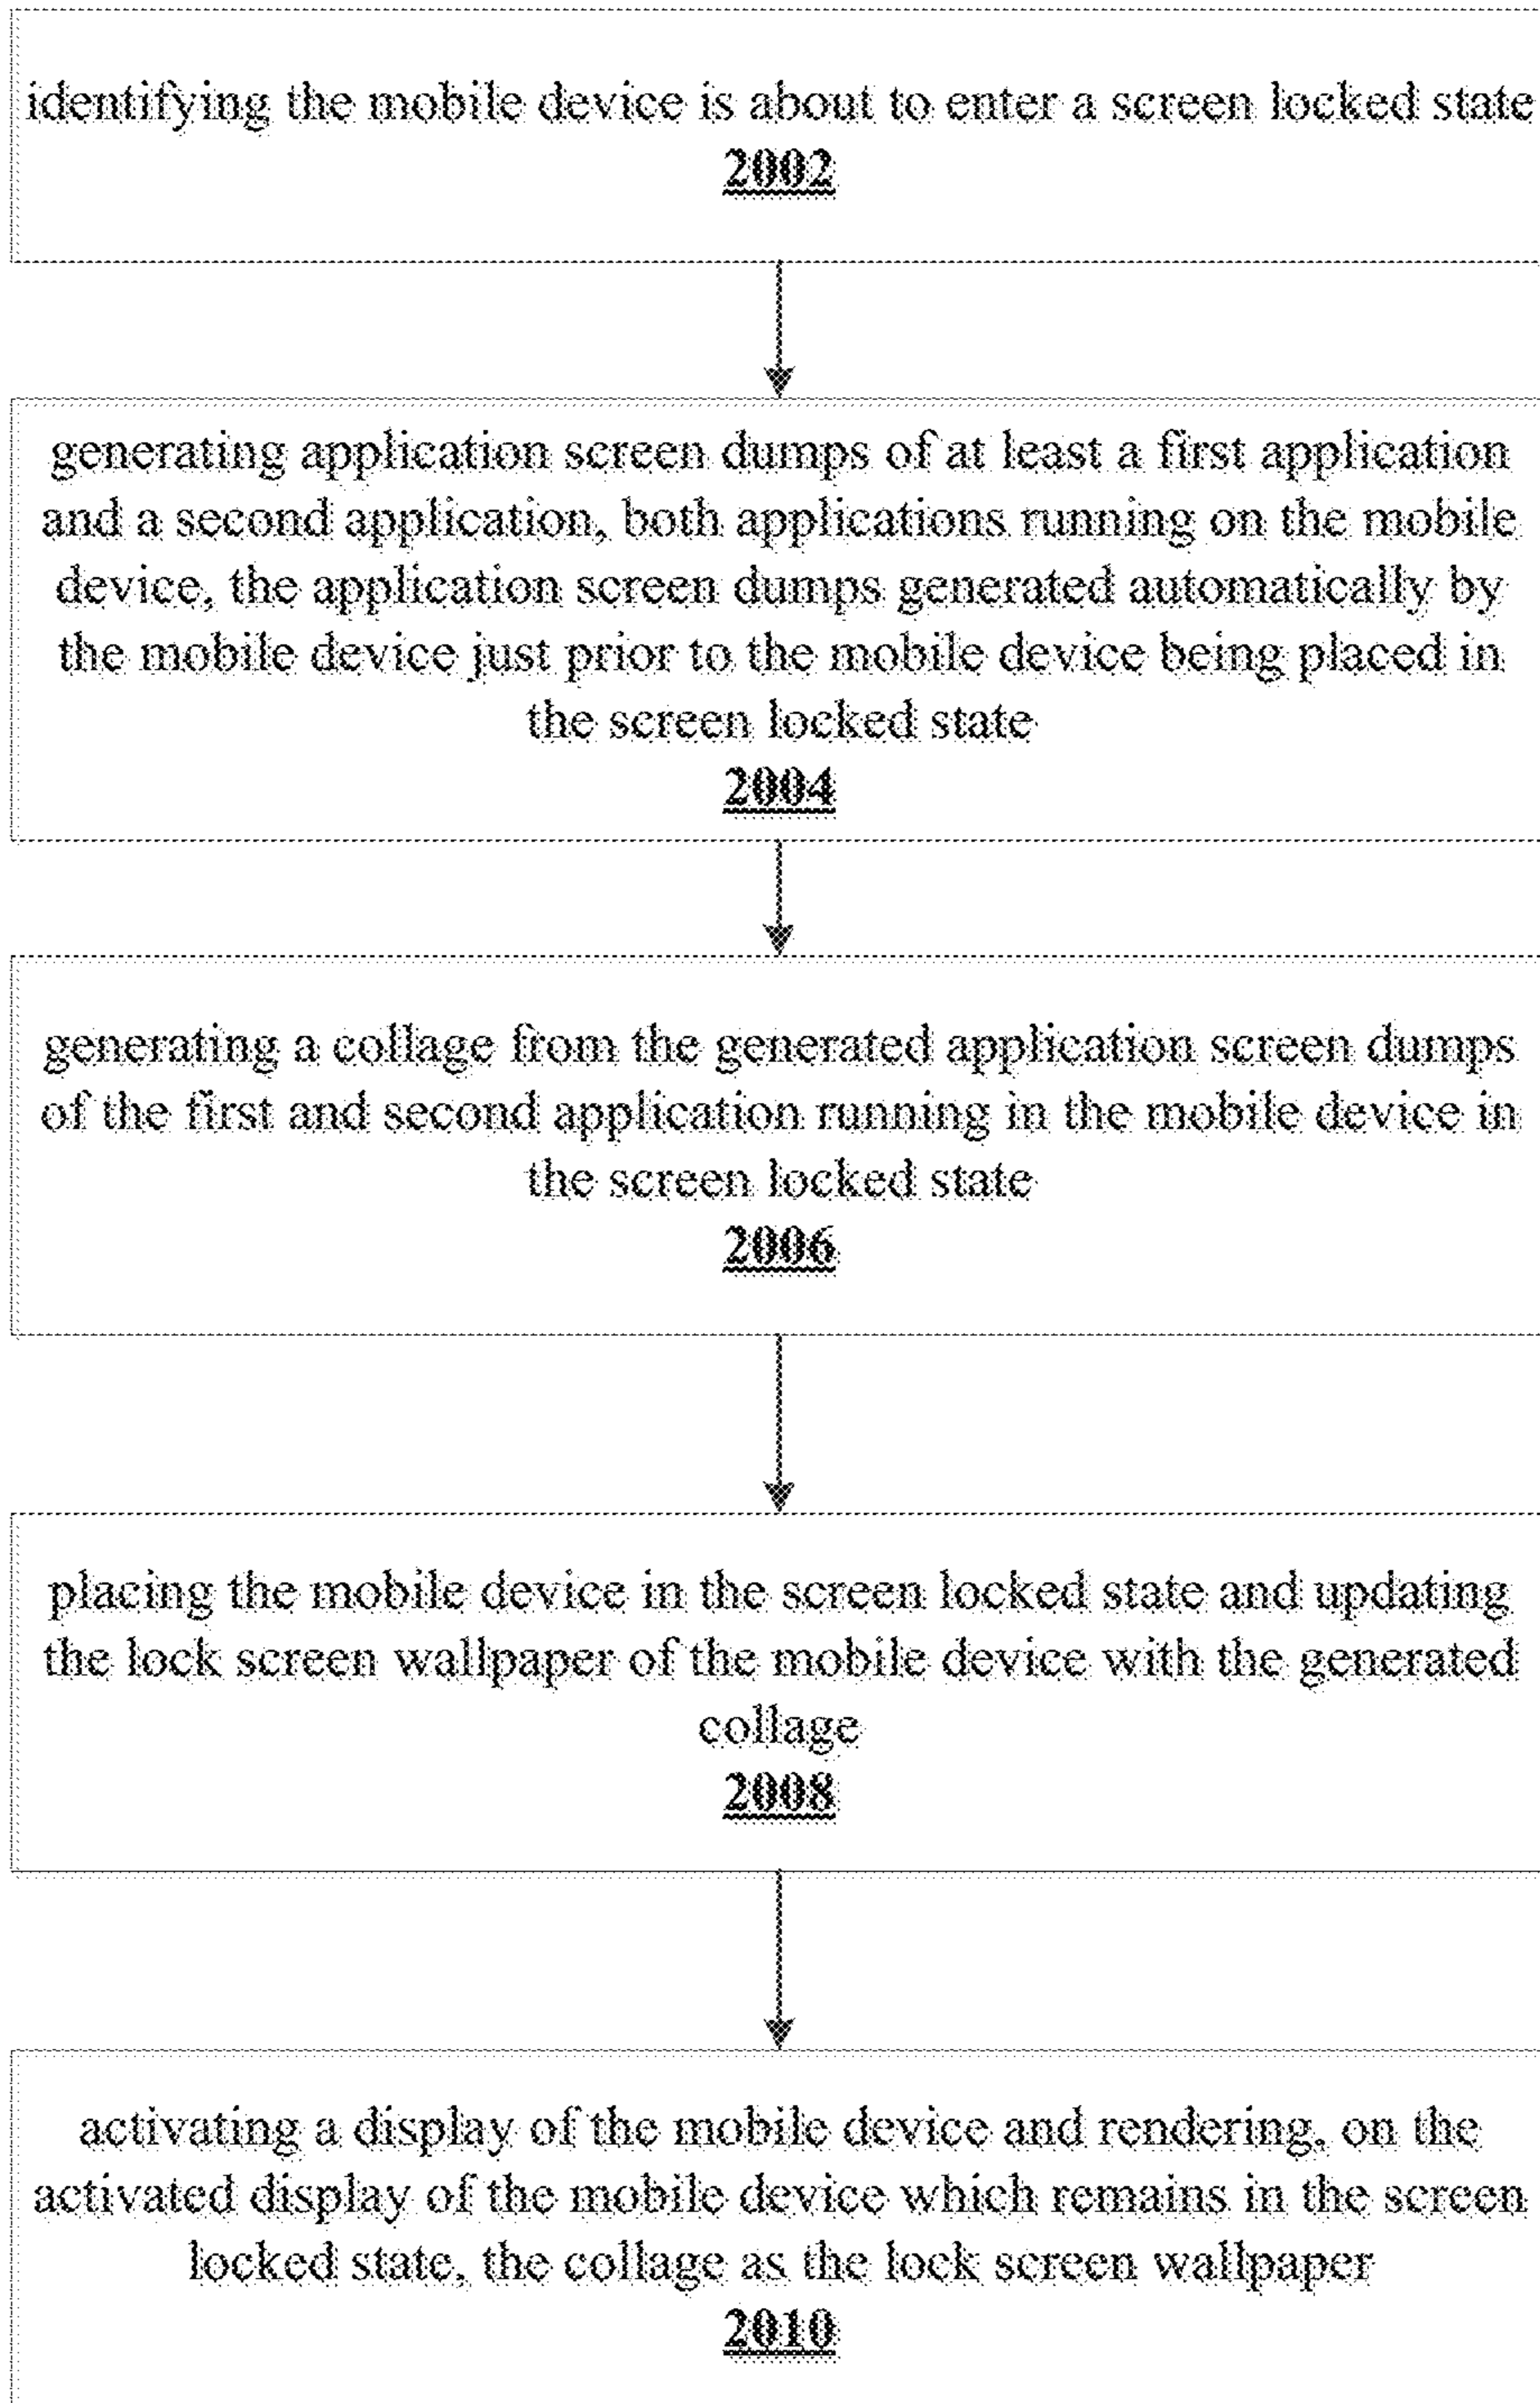 identifying the mobile device is about to enter a screen locked state
2002
generating application screen dumps of at least a first application
and a second application, both applications running on the mobile
device, the application screen dumps generated automatically by
the mobile device just prior to the mobile device being placed in
the screen locked state
2004
generating a collage from the generated application screen dumps
of the first and second application running in the mobile device in
the screen locked state
2006
placing the mobile device in the screen locked state and updating
the lock screen wallpaper of the mobile device with the generated
collage
2008
activating a display of the mobile device and rendering, on the
activated display of the mobile device which remains in the screen
locked state, the collage as the lock screen wallpaper
2010